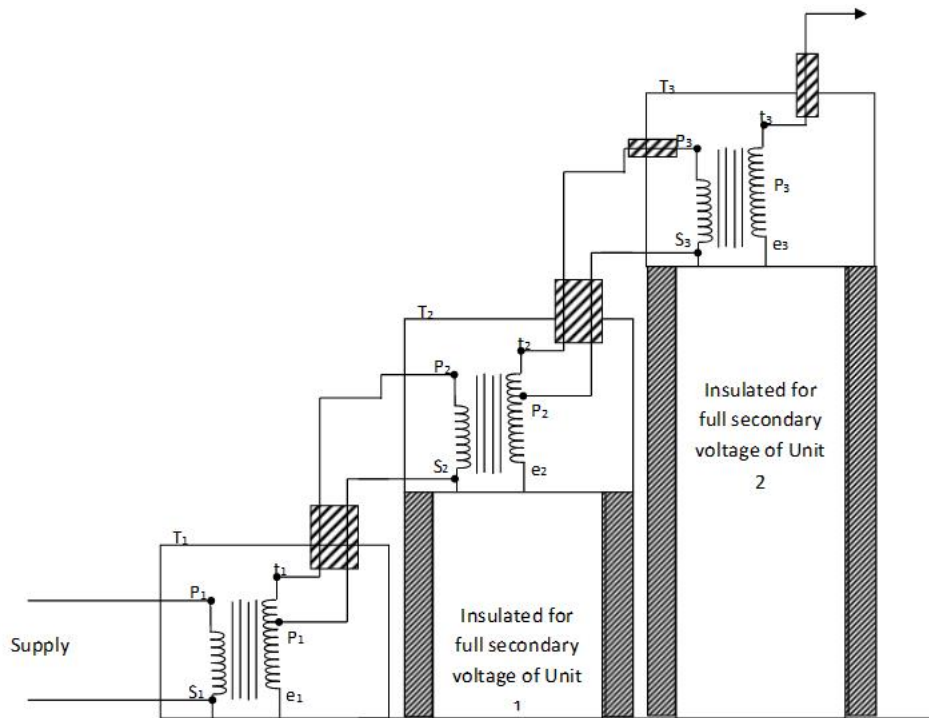 T₃
t₃
P₃
P₃
S₃
e₃
T₂
t₂
P₂
P₂
S₂
e₂
Insulated for
full secondary
voltage of Unit
2
T₁
t₁
P₁
P₁
S₁
e₁
Supply
Insulated for
full secondary
voltage of Unit
1